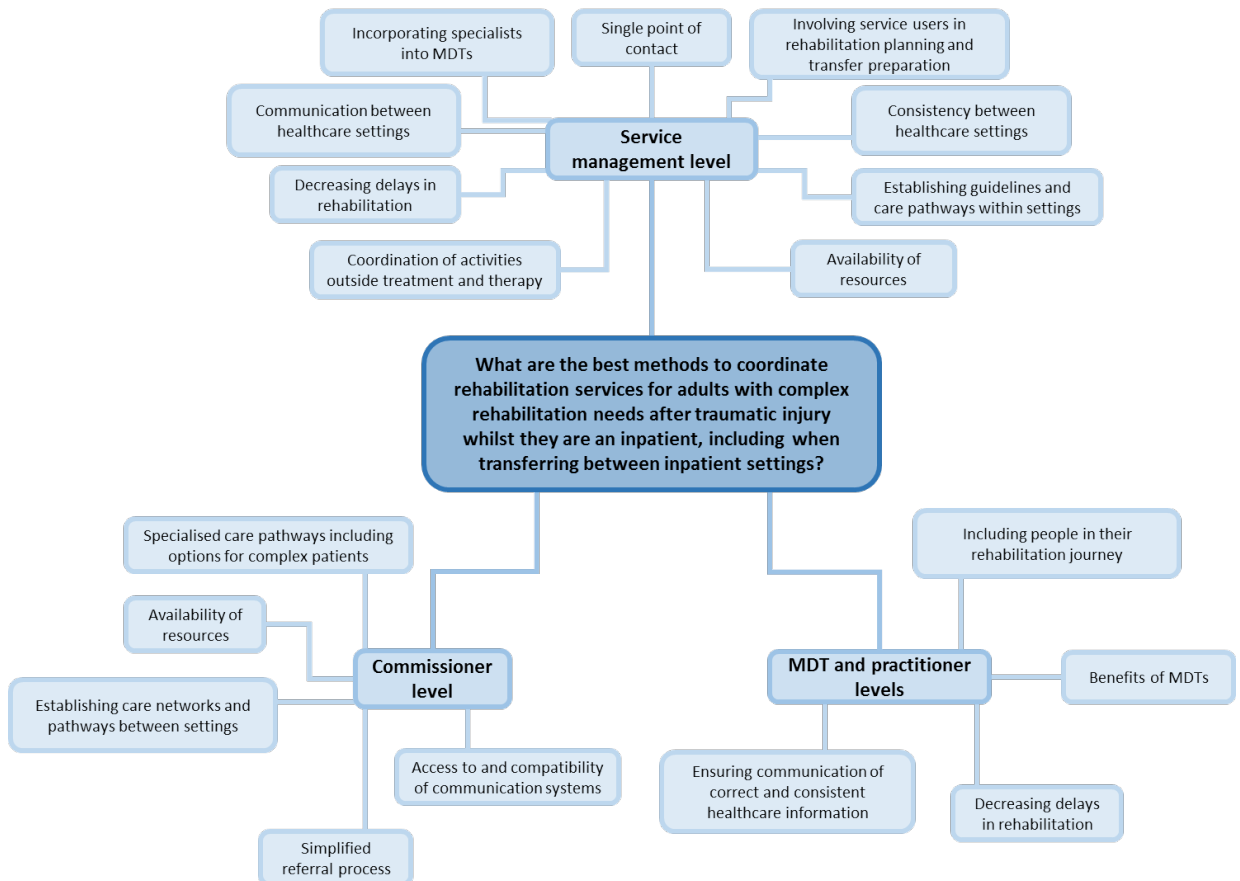 Incorporating specialists
into MDTs
Single point of
contact
Involving service users in
rehabilitation planning and
transfer preparation
Communication between
healthcare settings
Consistency between
healthcare settings
Service
management level
Decreasing delays in
rehabilitation
Establishing guidelines and
care pathways within settings
Coordination of activities
outside treatment and therapy
Availability of
resources
What are the best methods to coordinate
rehabilitation services for adults with complex
rehabilitation needs after traumatic injury
whilst they are an inpatient, including when
transferring between inpatient settings?
Specialised care pathways including
options for complex patients
Availability of
resources
Commissioner
level
Establishing care networks and
pathways between settings
Access to and compatibility
of communication systems
Simplified
referral process
Including people in their
rehabilitation journey
MDT and practitioner
levels
Benefits of MDTs
Ensuring communication of
correct and consistent
healthcare information
Decreasing delays
in rehabilitation